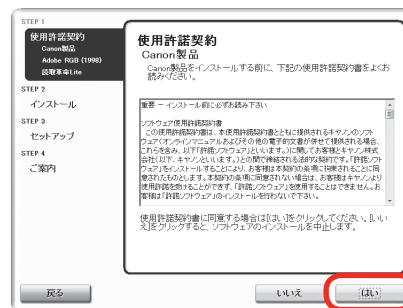 STEP 1
使用許諾契約
Canon製品
Adobe RGB (1998)
読取革命Lite
STEP 2
インストール
STEP 3
セットアップ
STEP 4
ご案内
使用許諾契約
Canon製品
Canon製品をインストールする前に、下記の使用許諾契約書をよくお
読みください。
重要 － インストール前に必ずお読み下さい
ソフトウェア使用許諾契約書
この使用許諾契約書は、本使用許諾契約書とともに提供されるキヤノンのソフト
ウェア(オンラインマニュアルおよびその他の電子的文書が併せて提供される場合、
これらを含み、以下「許諾ソフトウェア」といいます。)に関してお客様とキヤノン株式
会社(以下、キヤノンといいます。)との間で締結される法的な契約です。「許諾ソフト
ウェア」をインストールすることにより、お客様は本契約の条項に拘束されることに同
意されたものとします。本契約の条項に同意されない場合は、お客様はキヤノンより
使用許諾を受けることができず、「許諾ソフトウェア」を使用することはできません。お
客様は「許諾ソフトウェア」のインストールを行わないで下さい。
使用許諾契約書に同意する場合は[はい]をクリックしてください。[いい
え]をクリックすると、ソフトウェアのインストールを中止します。
戻る
いいえ
はい